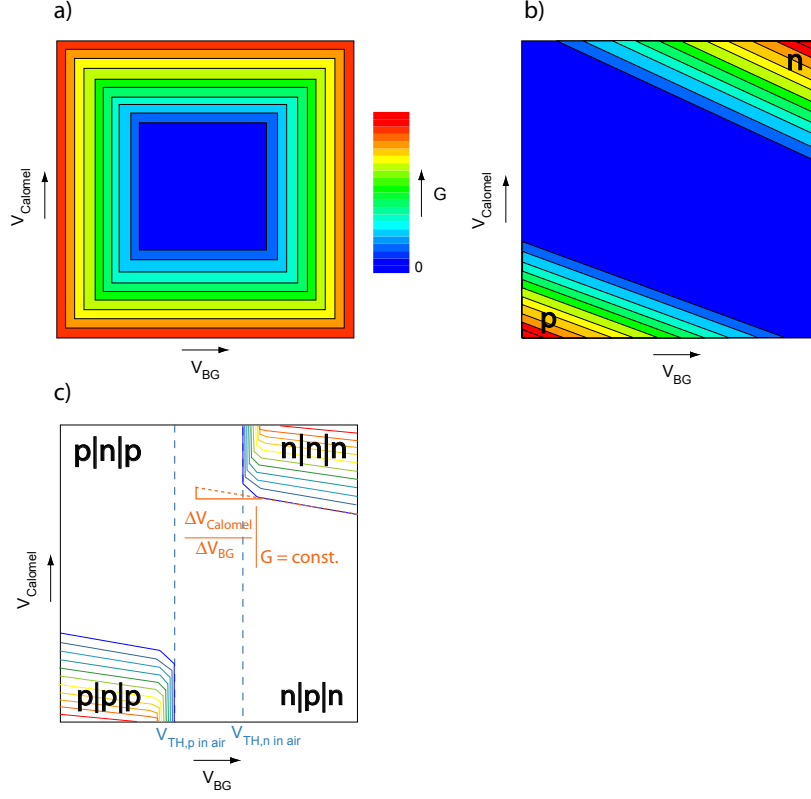 a)
V_Calomel
V_BG
G
0
b)
n
p
V_Calomel
V_BG
c)
p|n|p
n|n|n
ΔV_Calomel
ΔV_BG
G = const.
p|p|p
n|p|n
V_Calomel
V_TH,p in air
V_TH,n in air
V_BG